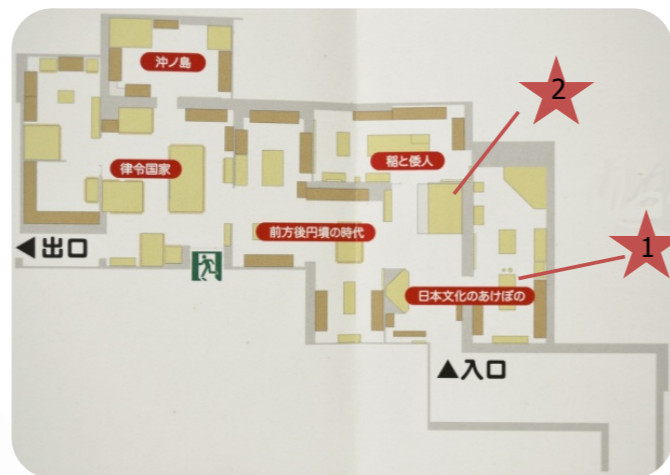 沖ノ島
2
稲と倭人
律令国家
前方後円墳の時代
1
◀出口
日本文化のあけぼの
▲入口